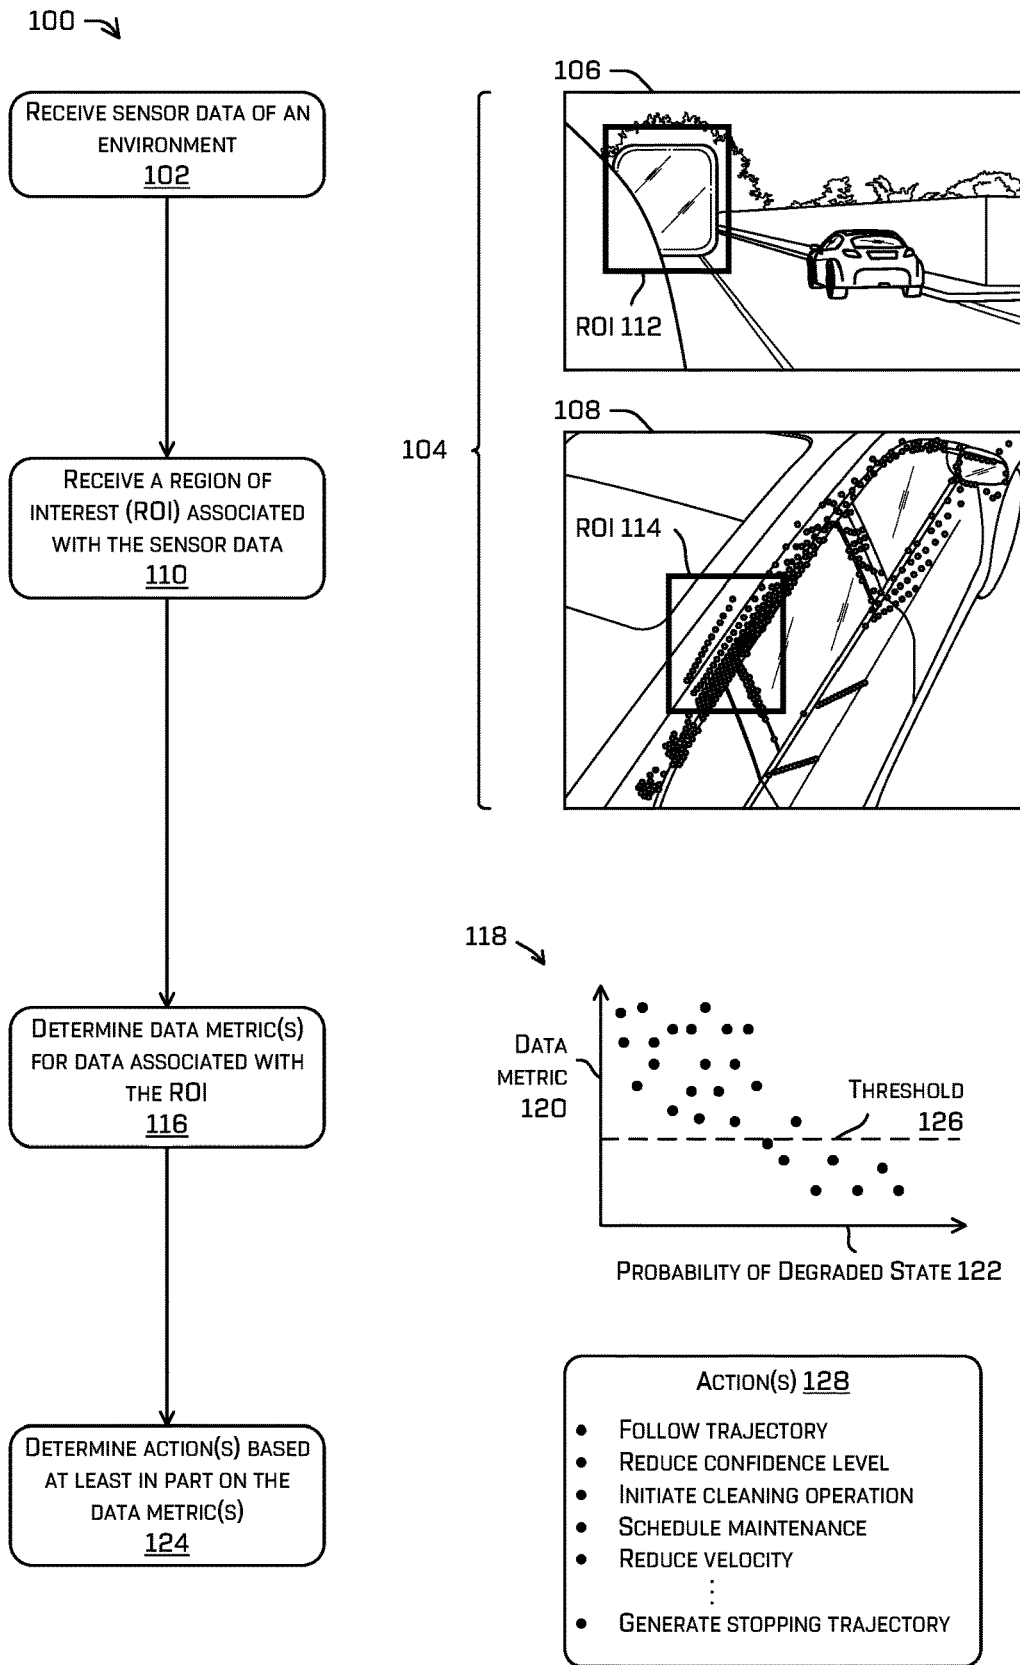 100
RECEIVE SENSOR DATA OF AN
ENVIRONMENT
102
104
106
ROI 112
108
ROI 114
RECEIVE A REGION OF
INTEREST (ROI) ASSOCIATED
WITH THE SENSOR DATA
110
DETERMINE DATA METRIC(S)
FOR DATA ASSOCIATED WITH
THE ROI
116
118
DATA
METRIC
120
THRESHOLD
126
PROBABILITY OF DEGRADED STATE 122
DETERMINE ACTION(S) BASED
AT LEAST IN PART ON THE
DATA METRIC(S)
124
ACTION(S) 128
• FOLLOW TRAJECTORY
• REDUCE CONFIDENCE LEVEL
• INITIATE CLEANING OPERATION
• SCHEDULE MAINTENANCE
• REDUCE VELOCITY
⋮
• GENERATE STOPPING TRAJECTORY